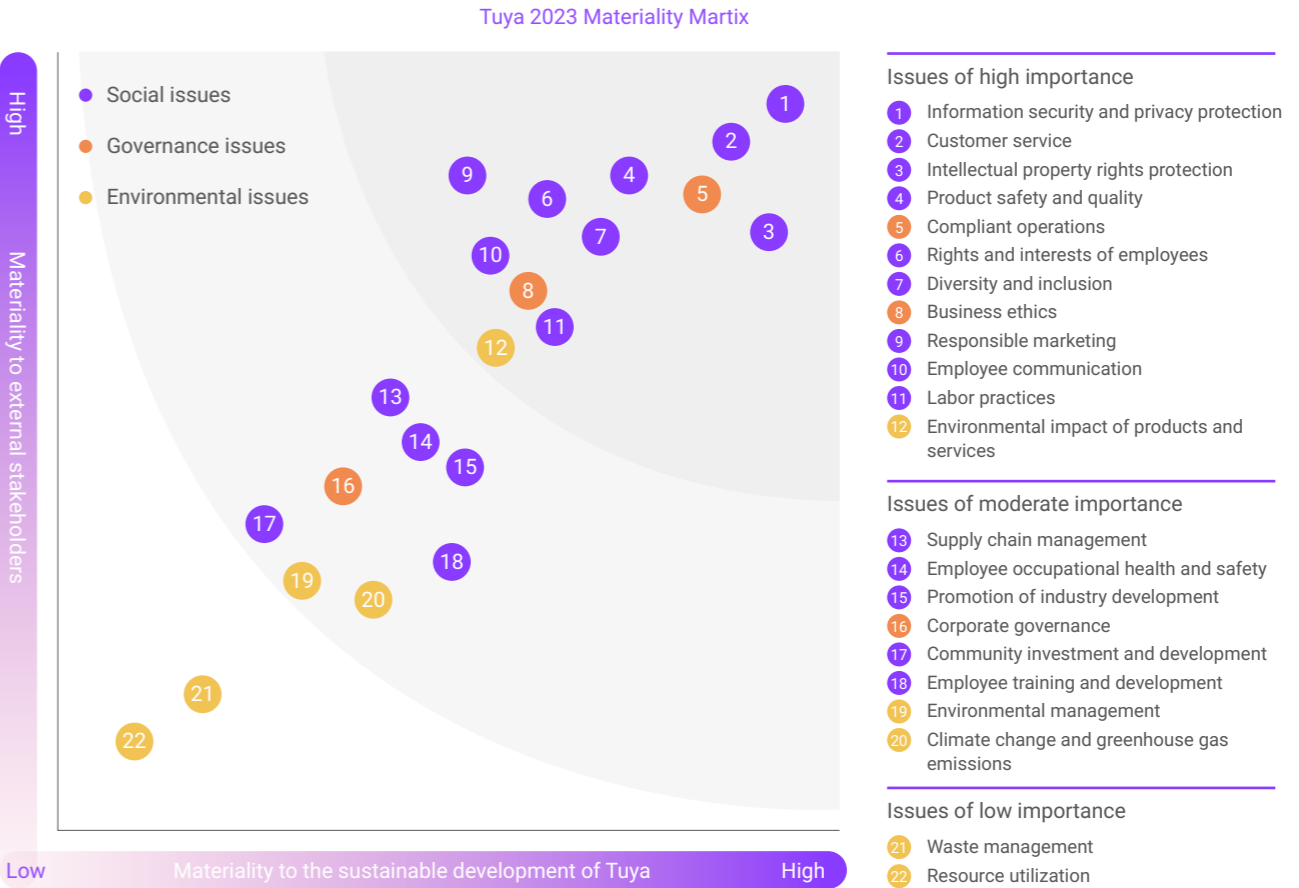 Tuya 2023 Materiality Martix
High
Materiality to external stakeholders
Social issues
Governance issues
Environmental issues
1
2
9
4
5
6
3
7
10
8
11
12
13
14
15
16
17
18
19
20
21
22
Low
Materiality to the sustainable development of Tuya
High
Issues of high importance
1 Information security and privacy protection
2 Customer service
3 Intellectual property rights protection
4 Product safety and quality
5 Compliant operations
6 Rights and interests of employees
7 Diversity and inclusion
8 Business ethics
9 Responsible marketing
10 Employee communication
11 Labor practices
12 Environmental impact of products and
services
Issues of moderate importance
13 Supply chain management
14 Employee occupational health and safety
15 Promotion of industry development
16 Corporate governance
17 Community investment and development
18 Employee training and development
19 Environmental management
20 Climate change and greenhouse gas
emissions
Issues of low importance
21 Waste management
22 Resource utilization